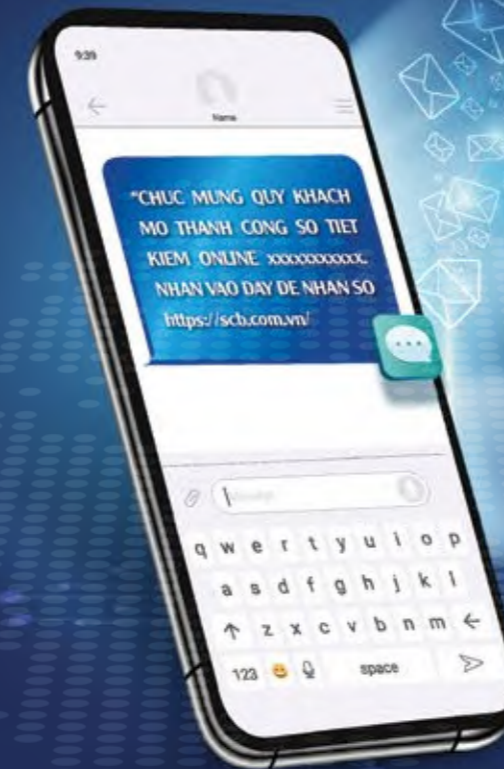 9:39
Name
"CHUC MUNG QUY KHACH
MO THANH CONG SO TIET
KIEM ONLINE xxxxxxxxxxx.
NHAN VAO DAY DE NHAN SO
https://scb.com.vn/
q w e r t y u i o p
a s d f g h j k l
z x c v b n m
123 space